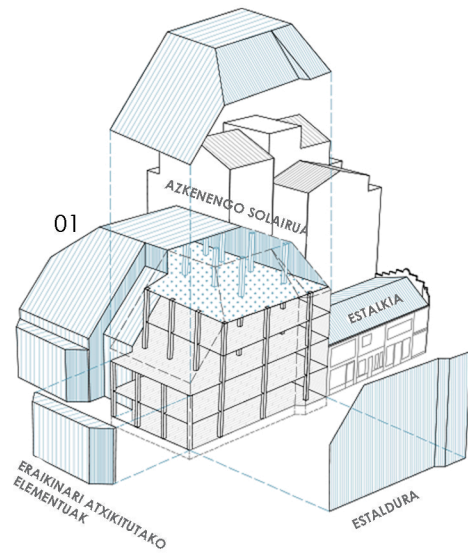 AZKENENGO SOLAIRUA
01
ESTALKIA
ERAIKINARI ATXIKITUTAKO
ELEMENTUAK
ESTALDURA